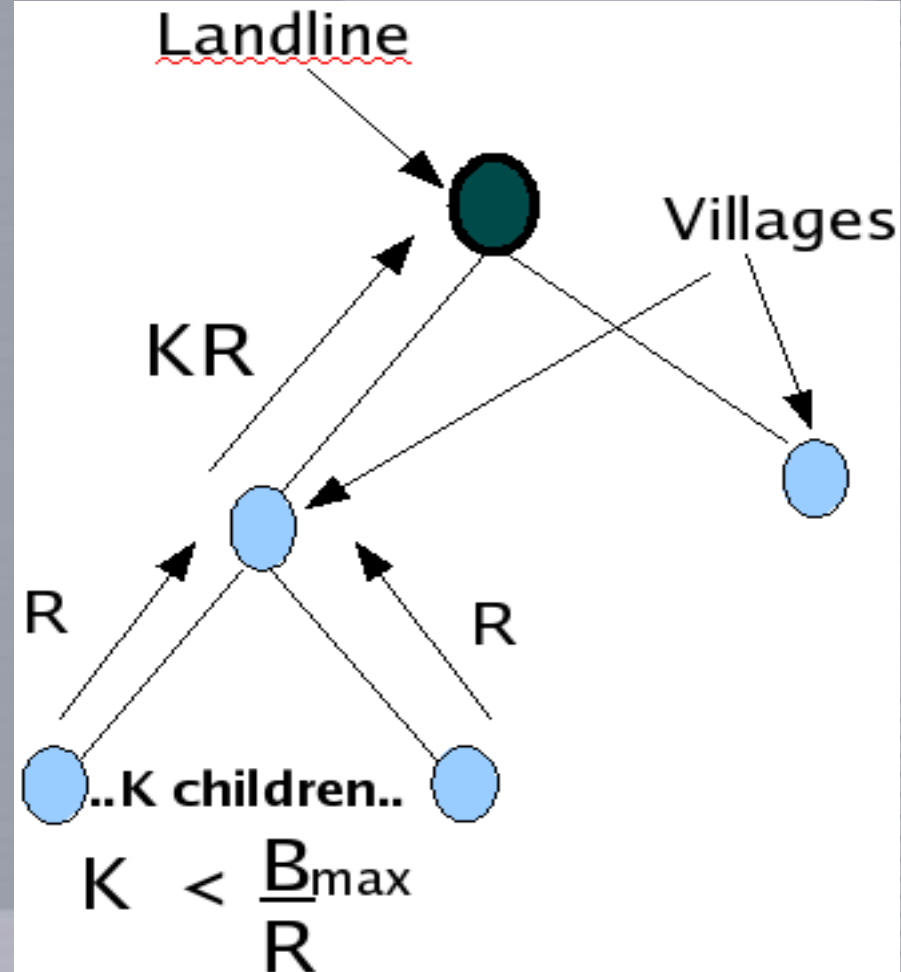 Landline
Villages
KR
R
R
..K children..
K < Bmax
R